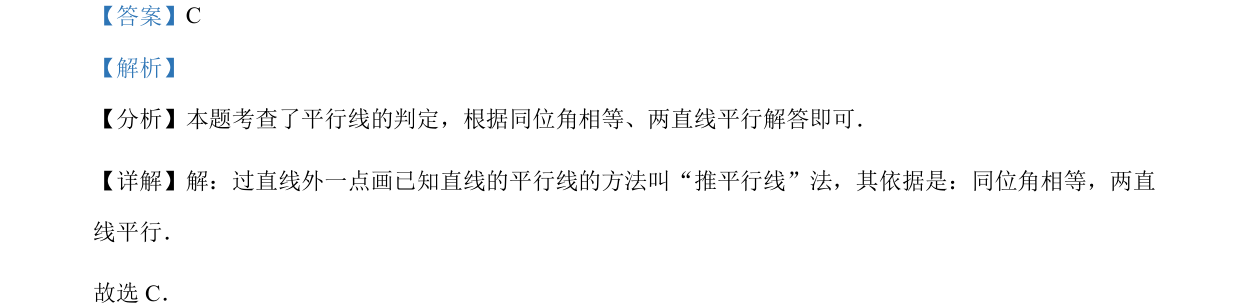 【答案】C
【解析】
【分析】本题考查了平行线的判定，根据同位角相等、两直线平行解答即可．
【详解】解：过直线外一点画已知直线的平行线的方法叫“推平行线”法，其依据是：同位角相等，两直
线平行．
故选 C．